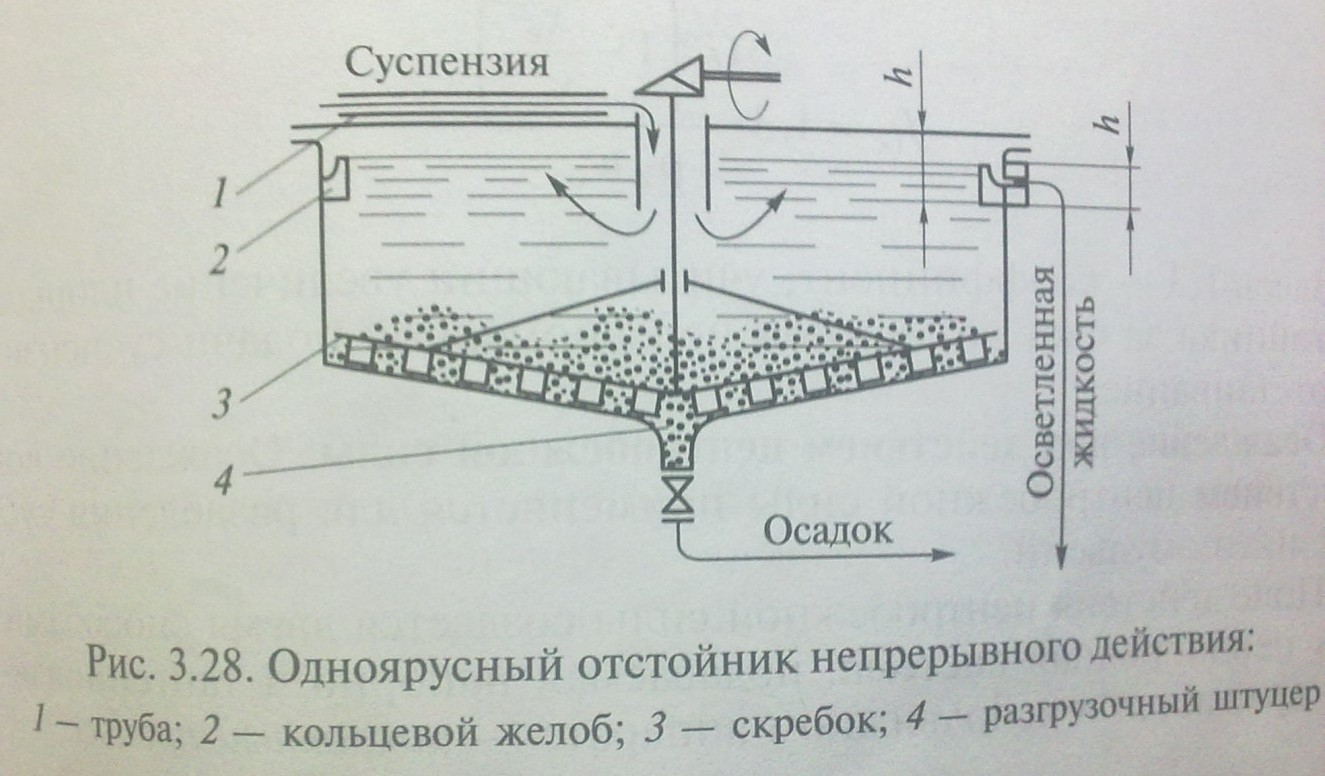 Суспензия
h
h
1
2
3
4
Осветленная
жидкость
Осадок
Рис. 3.28. Одноярусный отстойник непрерывного действия:
1 — труба; 2 — кольцевой желоб; 3 — скребок; 4 — разгрузочный штуцер